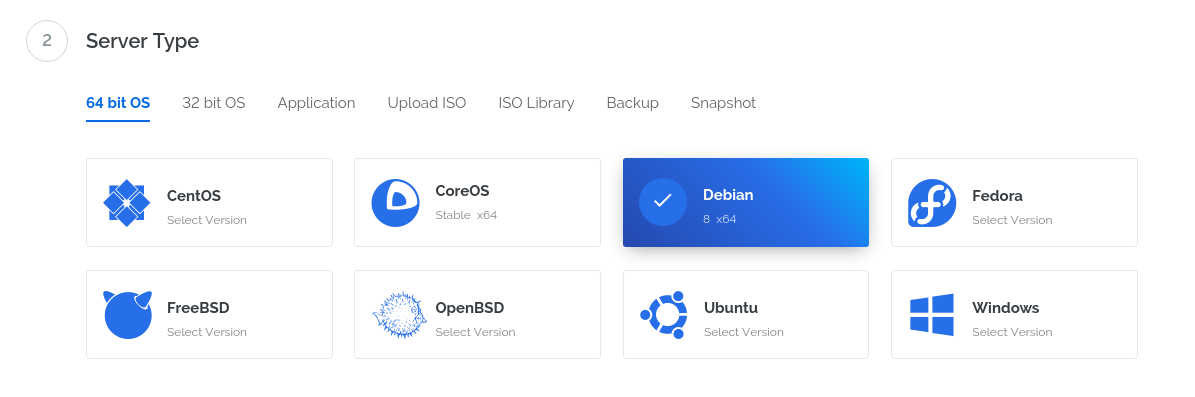 2 Server Type
64 bit OS 32 bit OS Application Upload ISO ISO Library Backup Snapshot
CentOS
Select Version
CoreOS
Stable x64
Debian
8 x64
Fedora
Select Version
FreeBSD
Select Version
OpenBSD
Select Version
Ubuntu
Select Version
Windows
Select Version